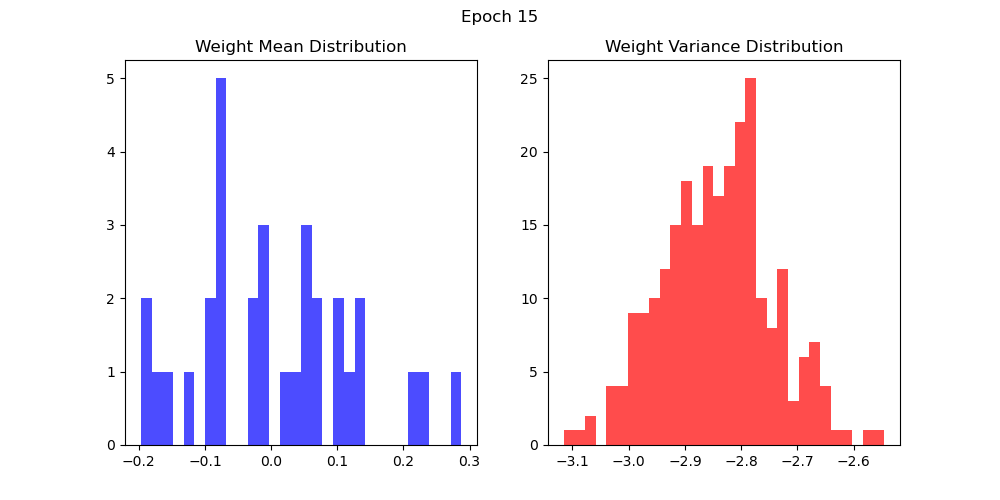 Epoch 15
Weight Mean Distribution
5
4
3
2
1
0
−0.2 −0.1 0.0 0.1 0.2 0.3
Weight Variance Distribution
25
20
15
10
5
0
−3.1 −3.0 −2.9 −2.8 −2.7 −2.6